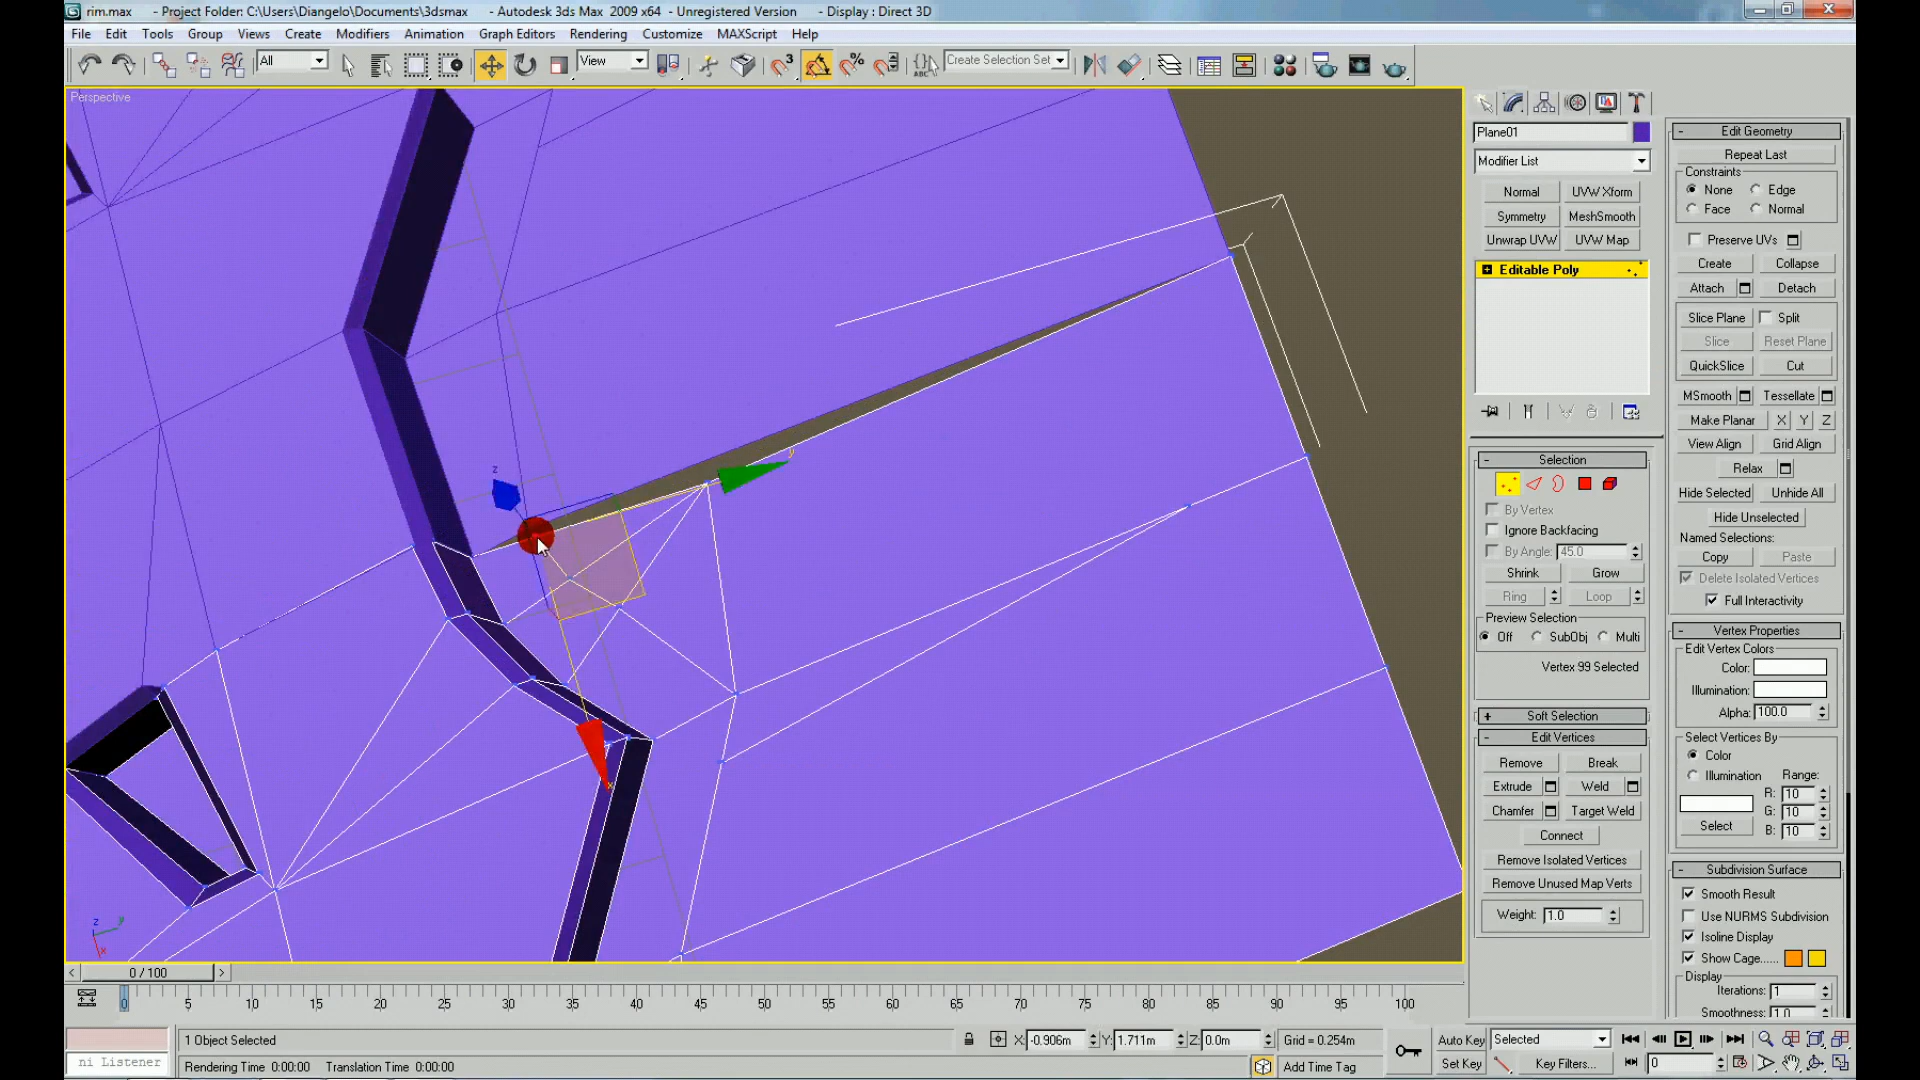 rim.max - Project Folder: C:\Users\Diangelo\Documents\3dsmax - Autodesk 3ds Max 2009 x64 - Unregistered Version - Display : Direct 3D
File Edit Tools Group Views Create Modifiers Animation Graph Editors Rendering Customize MAXScript Help
All View 3 ABC Create Selection Set
Perspective
z
y
x
z y
x
Plane01
Modifier List
Normal UVW Xform
Symmetry MeshSmooth
Unwrap UVW UVW Map
Editable Poly
- Selection
By Vertex
Ignore Backfacing
By Angle: 45.0
Shrink Grow
Ring Loop
Preview Selection
Off SubObj Multi
Vertex 99 Selected
+ Soft Selection
- Edit Vertices
Remove Break
Extrude Weld
Chamfer Target Weld
Connect
Remove Isolated Vertices
Remove Unused Map Verts
Weight: 1.0
- Edit Geometry
Repeat Last
Constraints
None Edge
Face Normal
Preserve UVs
Create Collapse
Attach Detach
Slice Plane Split
Slice Reset Plane
QuickSlice Cut
MSmooth Tessellate
Make Planar X Y Z
View Align Grid Align
Relax
Hide Selected Unhide All
Hide Unselected
Named Selections:
Copy Paste
Delete Isolated Vertices
Full Interactivity
- Vertex Properties
Edit Vertex Colors
Color:
Illumination:
Alpha: 100.0
Select Vertices By
Color
Illumination Range:
R: 10
G: 10
Select B: 10
- Subdivision Surface
Smooth Result
Use NURMS Subdivision
Isoline Display
Show Cage......
Display
Iterations: 1
Smoothness: 1.0
< 0 / 100 >
0 5 10 15 20 25 30 35 40 45 50 55 60 65 70 75 80 85 90 95 100
1 Object Selected X: -0.906m Y: 1.711m Z: 0.0m Grid = 0.254m Auto Key Selected
ni Listener Rendering Time 0:00:00 Translation Time 0:00:00 Add Time Tag Set Key Key Filters... 0